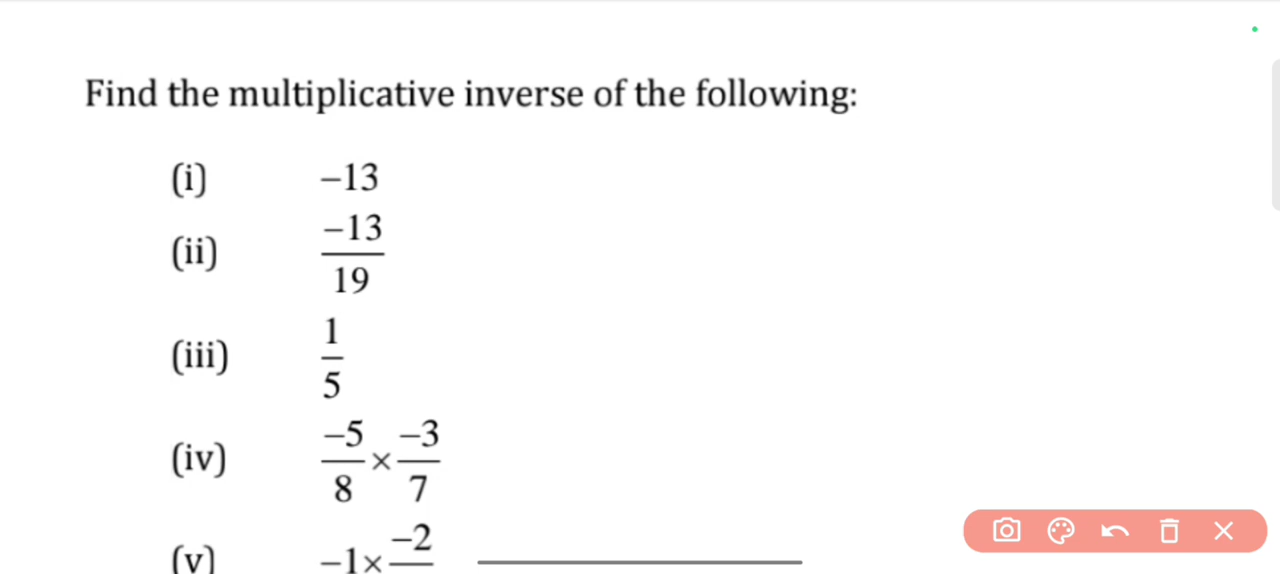 Find the multiplicative inverse of the following:
(i) −13
(ii) −13/19
(iii) 1/5
(iv) −5/8 × −3/7
(v) −1 × −2